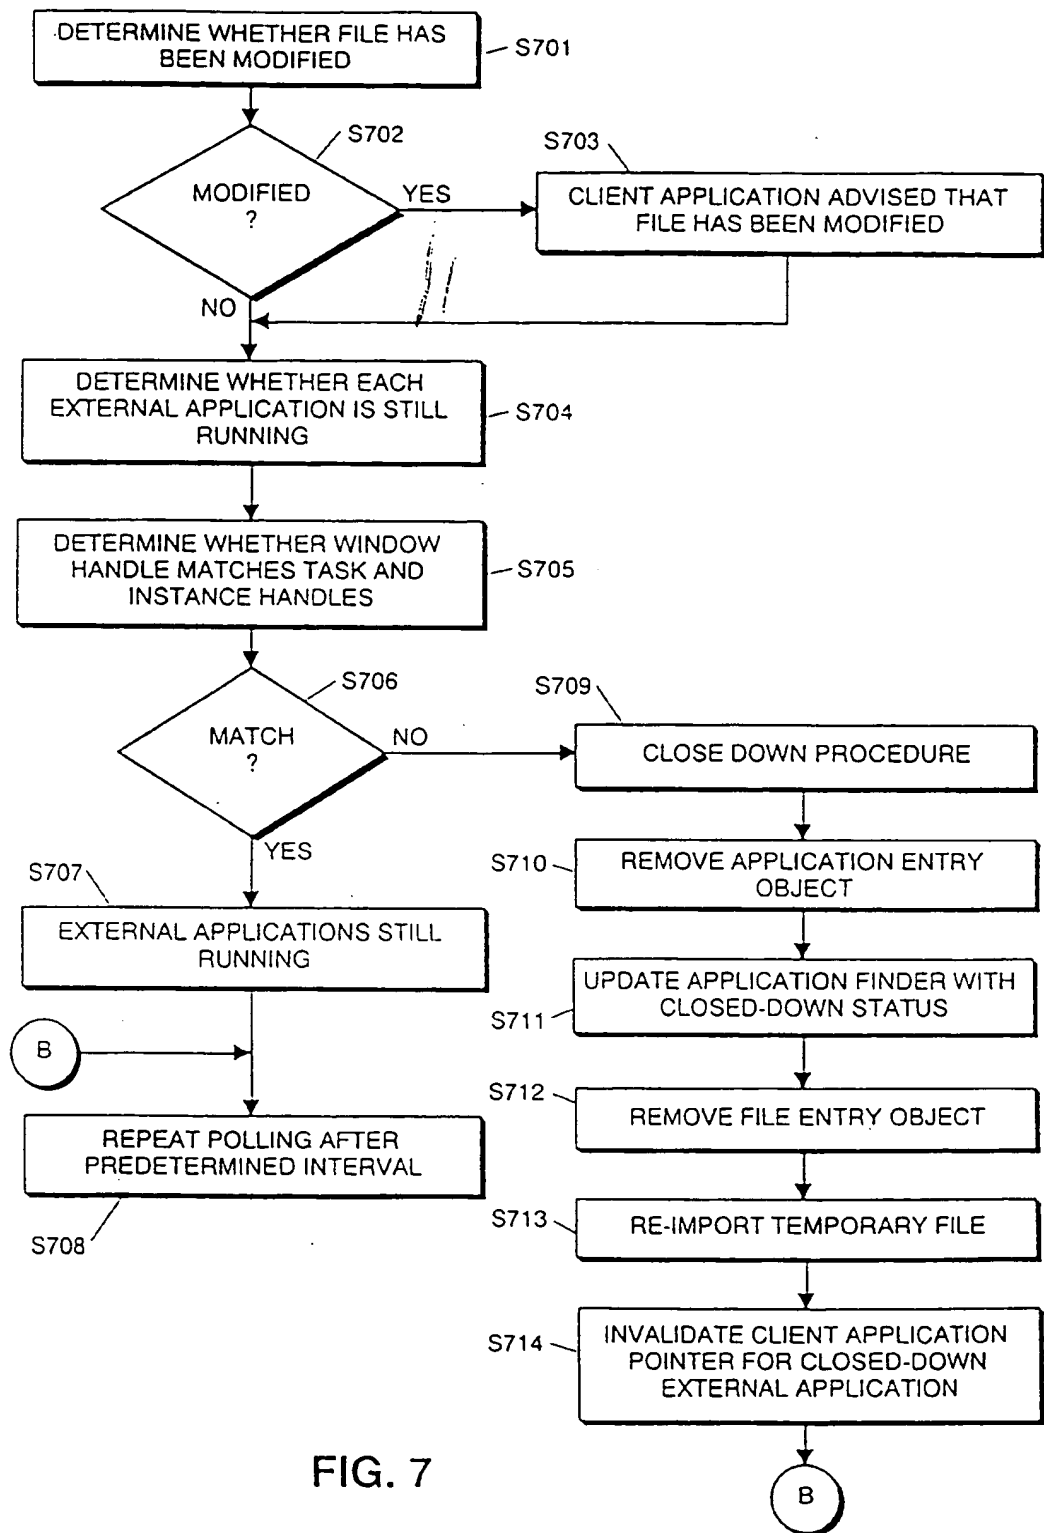 DETERMINE WHETHER FILE HAS
BEEN MODIFIED
S701
S702
MODIFIED
?
YES
NO
S703
CLIENT APPLICATION ADVISED THAT
FILE HAS BEEN MODIFIED
DETERMINE WHETHER EACH
EXTERNAL APPLICATION IS STILL
RUNNING
S704
DETERMINE WHETHER WINDOW
HANDLE MATCHES TASK AND
INSTANCE HANDLES
S705
S706
MATCH
?
NO
YES
S707
EXTERNAL APPLICATIONS STILL
RUNNING
B
REPEAT POLLING AFTER
PREDETERMINED INTERVAL
S708
S709
CLOSE DOWN PROCEDURE
S710
REMOVE APPLICATION ENTRY
OBJECT
S711
UPDATE APPLICATION FINDER WITH
CLOSED-DOWN STATUS
S712
REMOVE FILE ENTRY OBJECT
S713
RE-IMPORT TEMPORARY FILE
S714
INVALIDATE CLIENT APPLICATION
POINTER FOR CLOSED-DOWN
EXTERNAL APPLICATION
B
FIG. 7